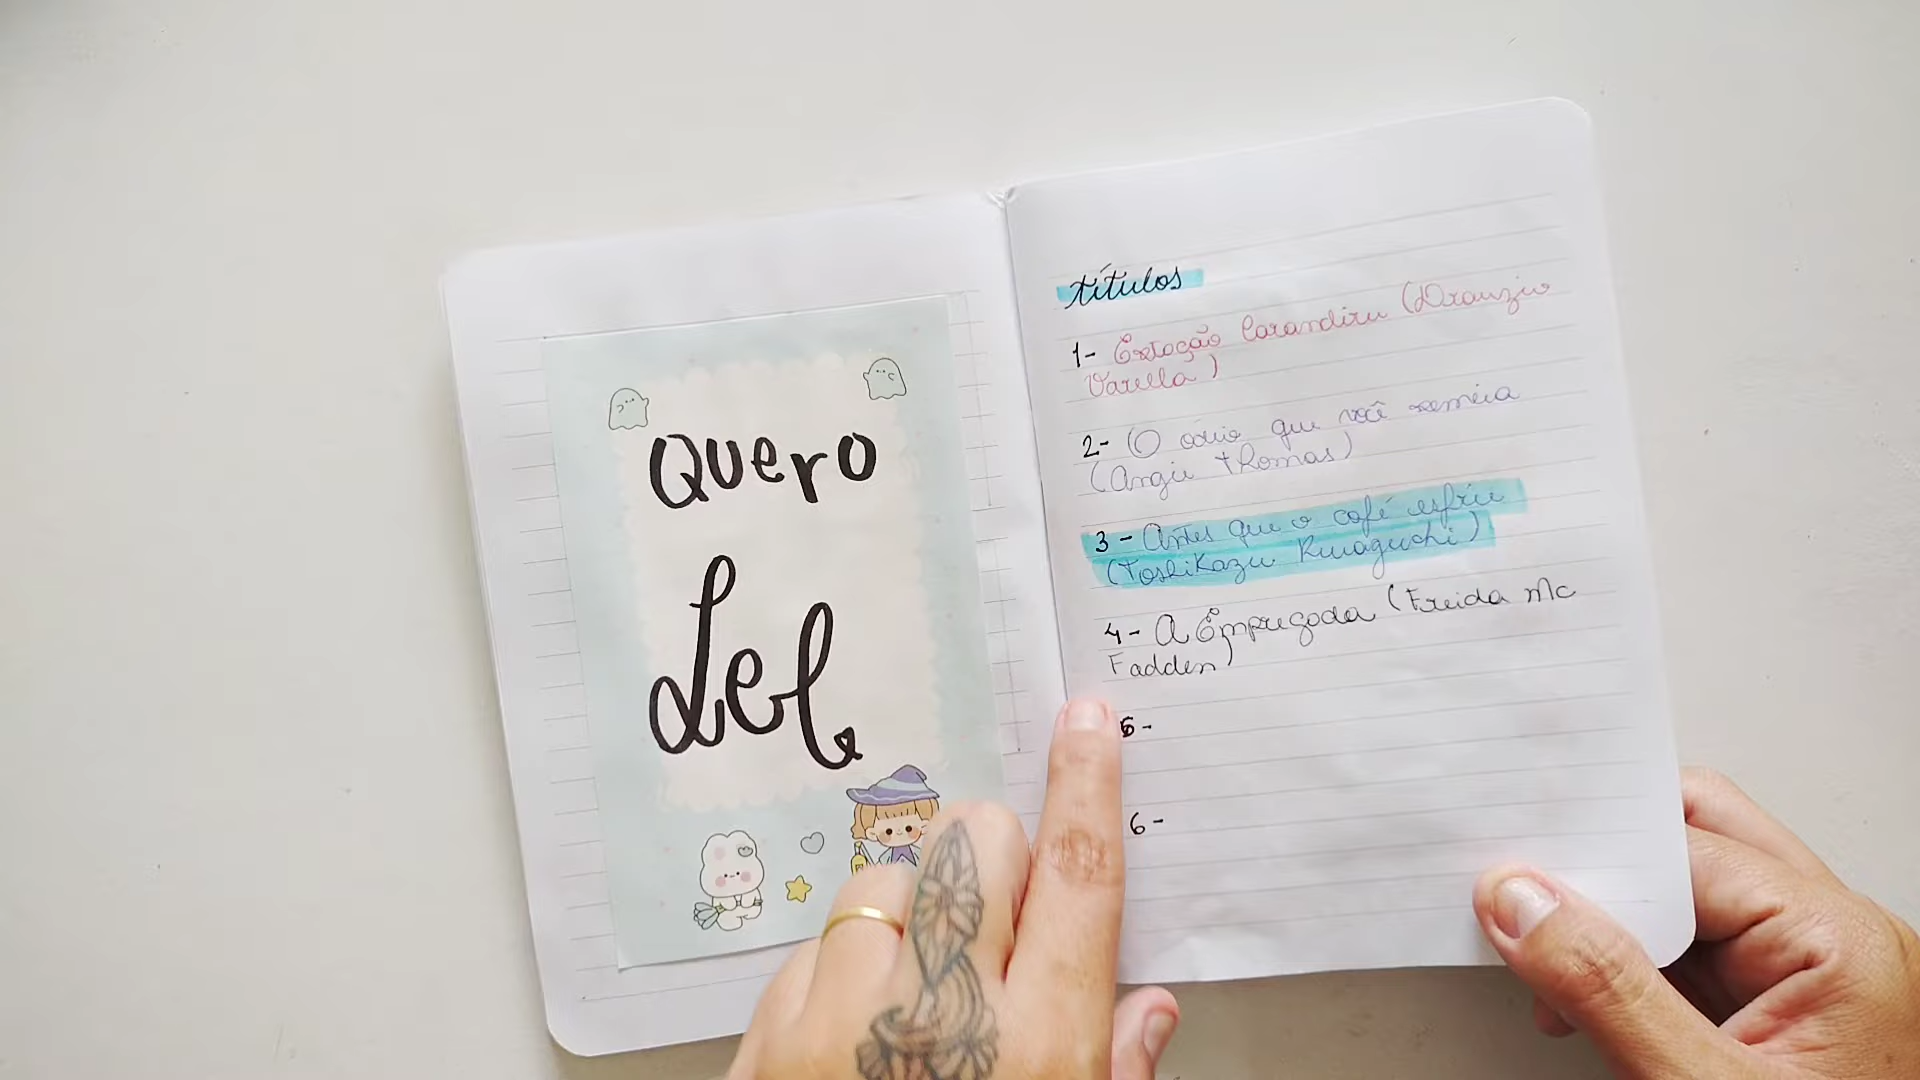 Quero
Ler
títulos
1- Estação Carandiru (Drauzio
Varella)
2- O ódio que você semeia
(Angie Thomas)
3- Antes que o café esfrie
(Toshikazu Kawaguchi)
4- A Empregada (Freida Mc
Fadden)
5-
6-